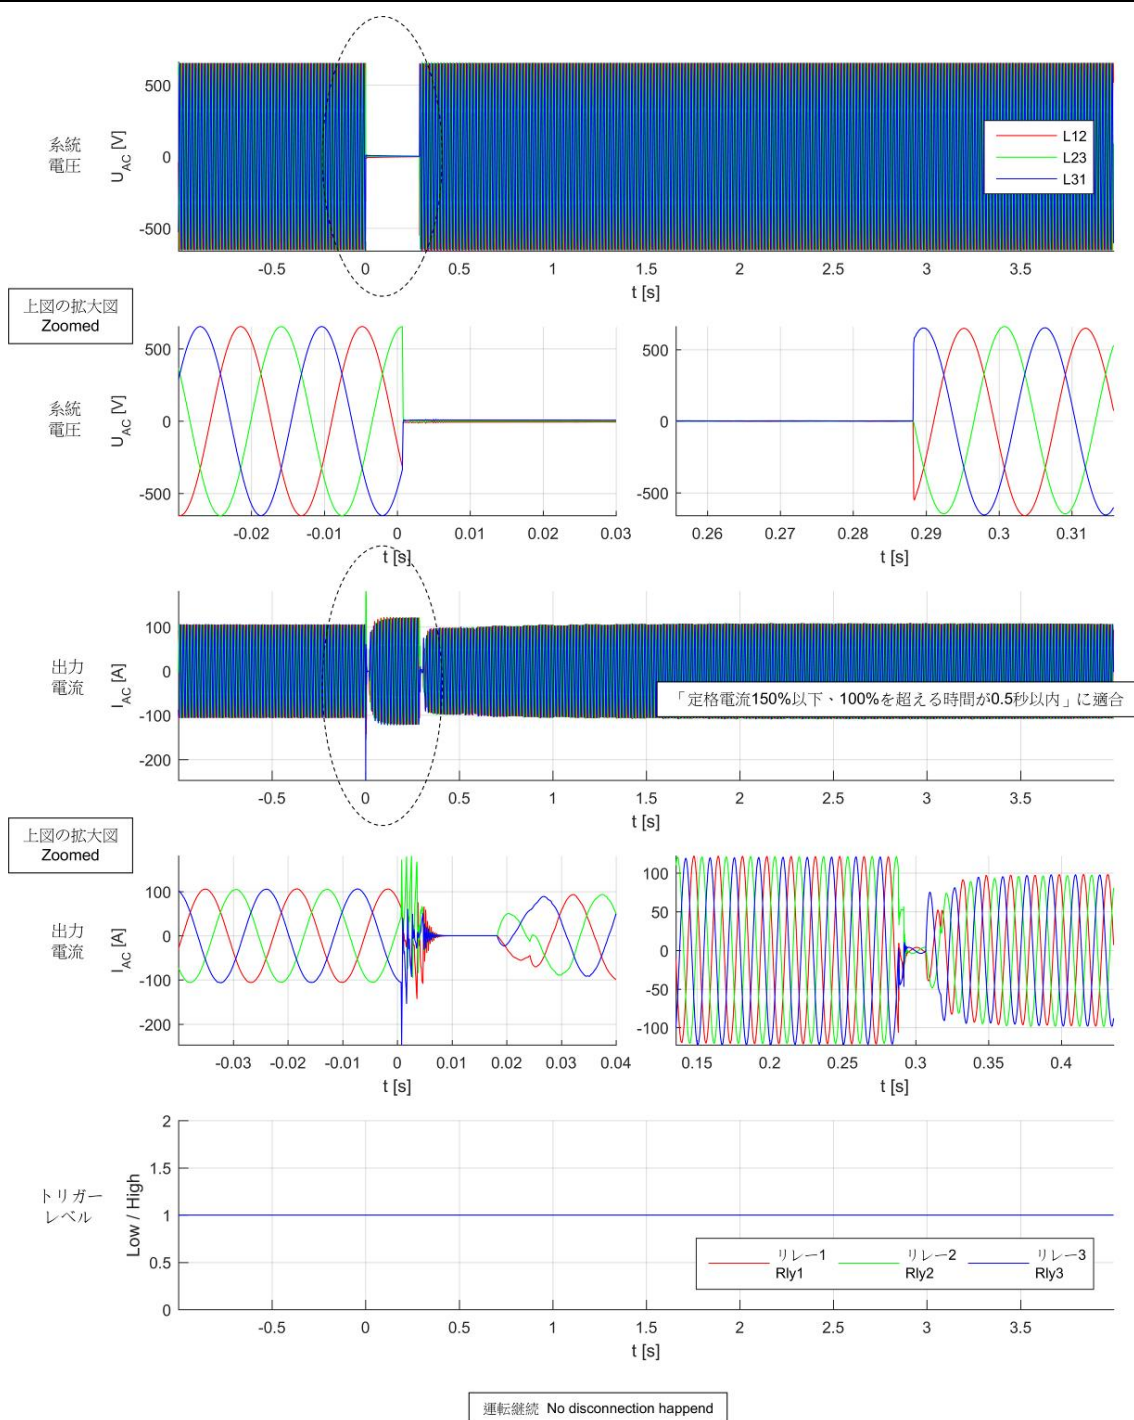 500
0
-500
系統
電圧
U_AC [V]
L12
L23
L31
-0.5 0 0.5 1 1.5 2 2.5 3 3.5
t [s]
上図の拡大図
Zoomed
系統
電圧
U_AC [V]
500
0
-500
-0.02 -0.01 0 0.01 0.02 0.03
t [s]
500
0
-500
0.26 0.27 0.28 0.29 0.3 0.31
t [s]
出力
電流
I_AC [A]
100
0
-100
-200
「定格電流150%以下、100%を超える時間が0.5秒以内」に適合
-0.5 0 0.5 1 1.5 2 2.5 3 3.5
t [s]
上図の拡大図
Zoomed
出力
電流
I_AC [A]
100
0
-100
-200
-0.03 -0.02 -0.01 0 0.01 0.02 0.03 0.04
t [s]
100
50
0
-50
-100
0.15 0.2 0.25 0.3 0.35 0.4
t [s]
トリガー
レベル
Low / High
2
1.5
1
0.5
0
リレー1 リレー2 リレー3
Rly1 Rly2 Rly3
-0.5 0 0.5 1 1.5 2 2.5 3 3.5
t [s]
運転継続 No disconnection happend